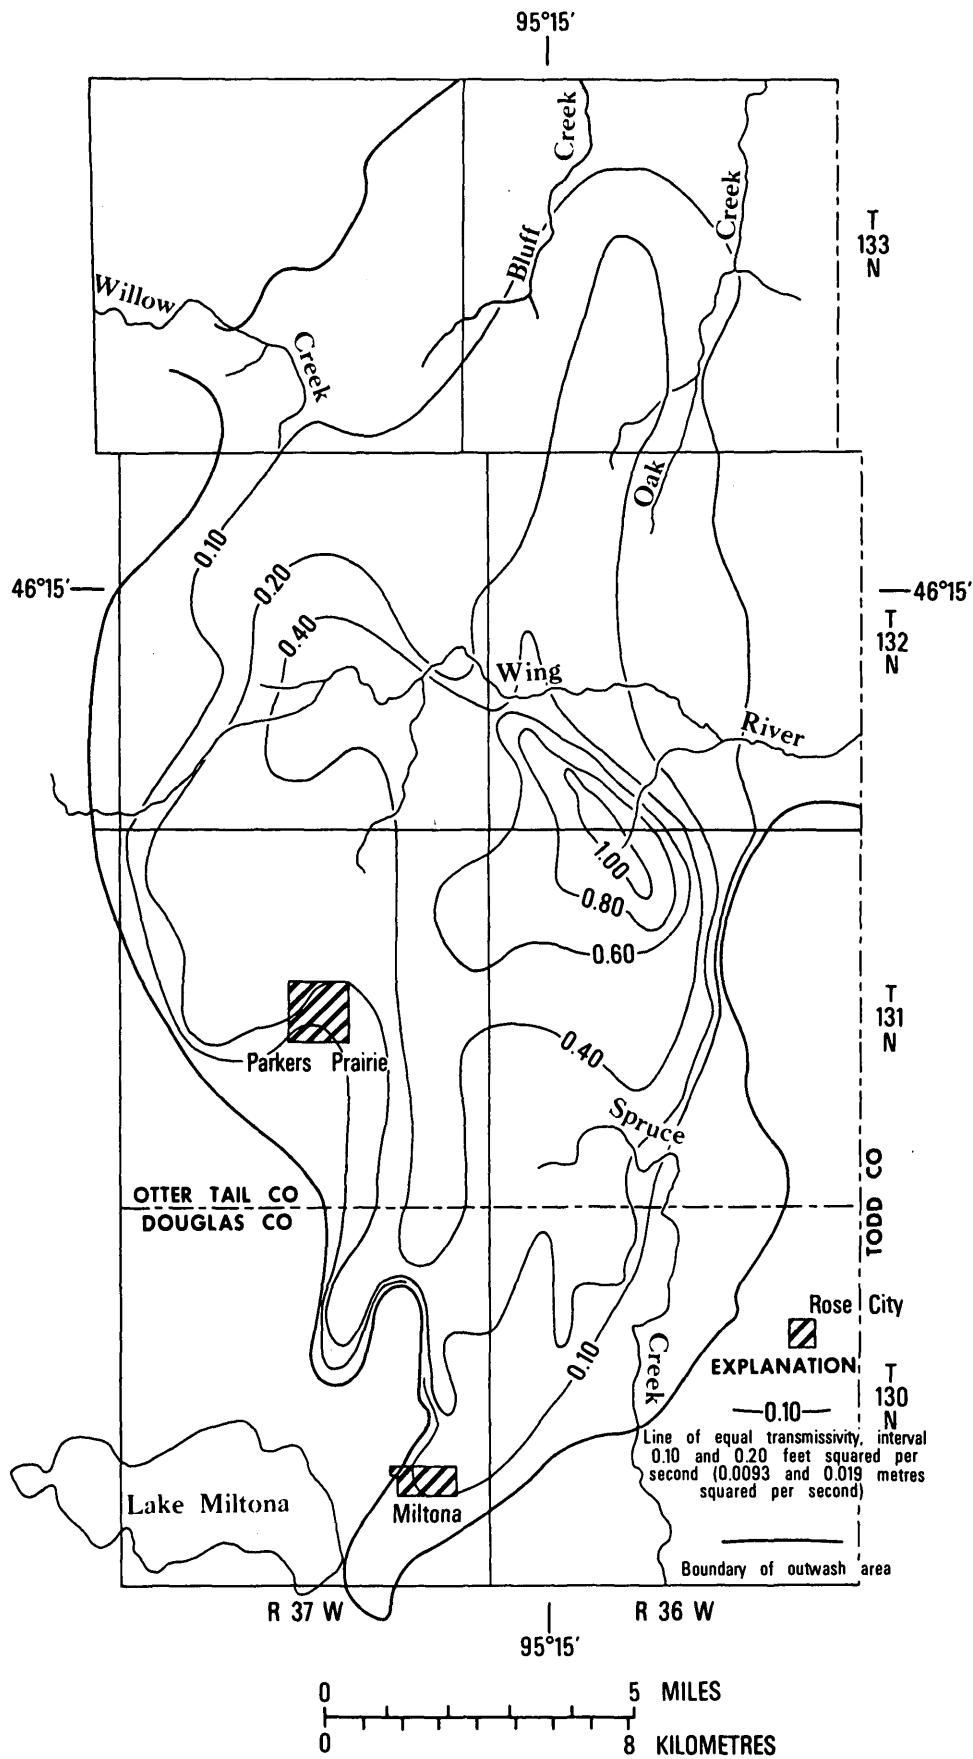 95°15′
Creek
Creek
T
133
N
Bluff
Willow
Creek
Oak
0.10
46°15′
0.20
46°15′
T
132
N
0.40
Wing
River
1.00
0.80
0.60
T
131
N
0.40
Parkers Prairie
Spruce
OTTER TAIL CO
DOUGLAS CO
TODD CO
Rose City
0.10
Creek
EXPLANATION
T
130
N
0.10
Line of equal transmissivity, interval
0.10 and 0.20 feet squared per
second (0.0093 and 0.019 metres
squared per second)
Lake Miltona
Miltona
Boundary of outwash area
R 37 W
R 36 W
95°15′
0 5 MILES
0 8 KILOMETRES